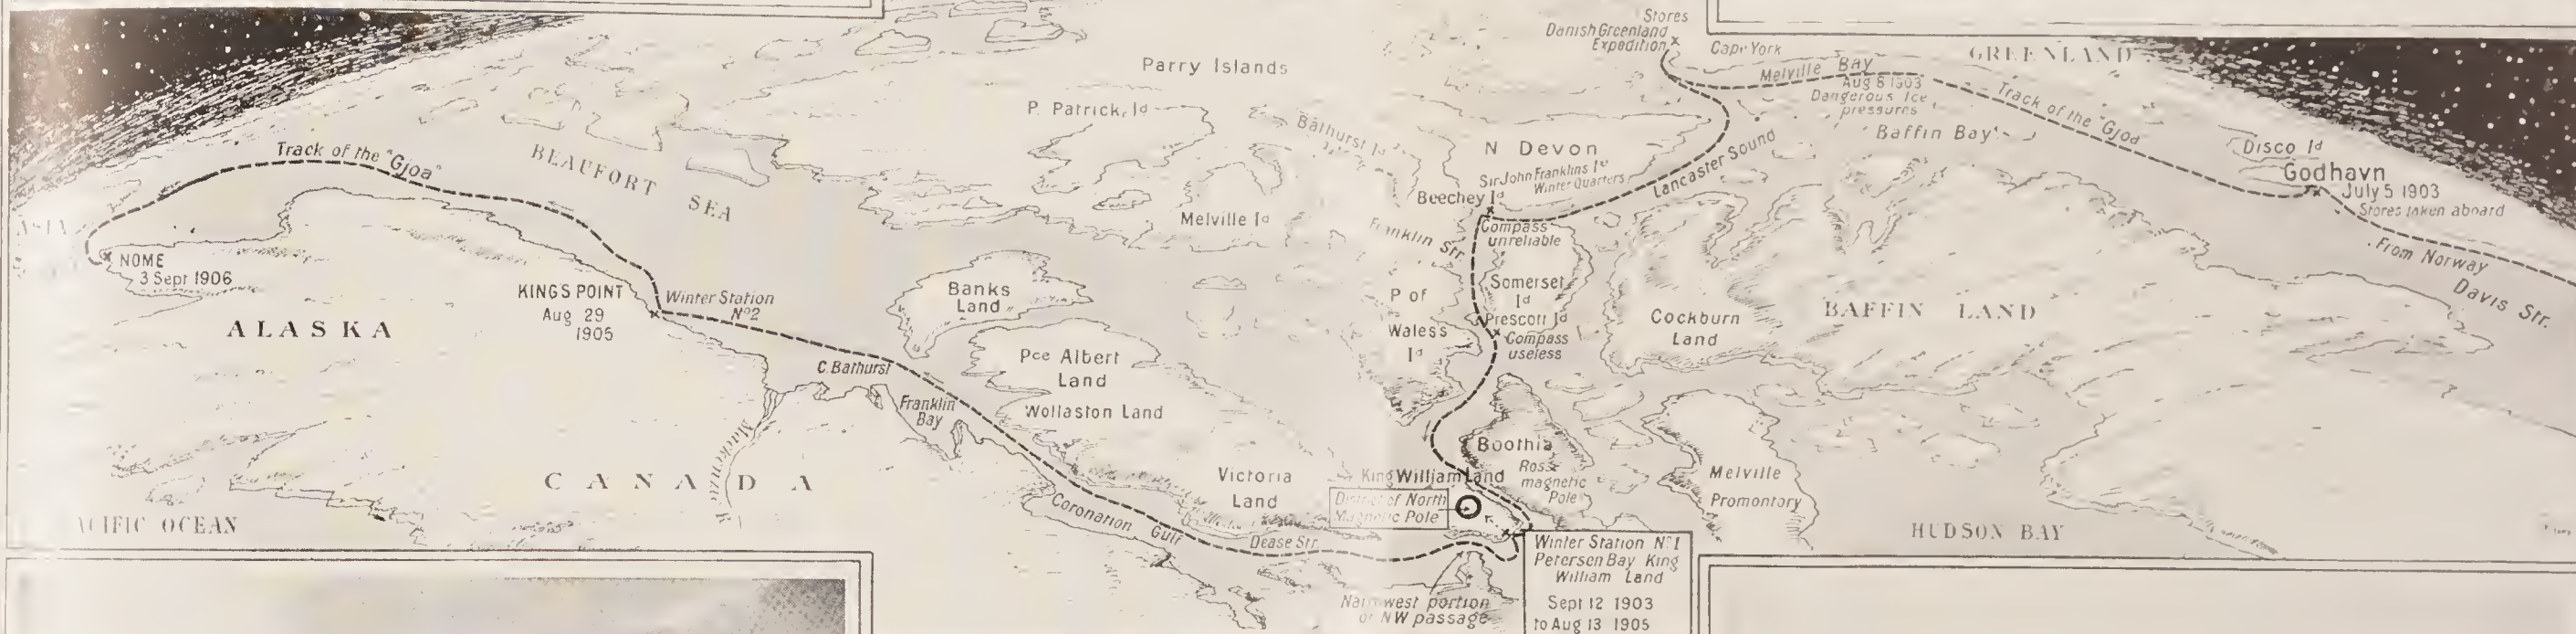 Stores
Danish Greenland
Expedition
Cape York
GREENLAND
Melville Bay
Aug 8 1903
Dangerous Ice
pressures
Track of the "Gjoa"
Baffin Bay
Disco Id
Godhavn
July 5 1903
Stores taken aboard
From Norway
Davis Str.
Parry Islands
P. Patrick Id
Bathurst Id
N Devon
Sir John Franklins Id
Winter Quarters
Lancaster Sound
Beechey Id
Melville Id
Franklin Str.
Compass
unreliable
Somerset
Id
Prescott Id
Compass
useless
P of
Wales's
Id
Cockburn
Land
BAFFIN LAND
Track of the "Gjoa"
BEAUFORT
SEA
ASIA
NOME
3 Sept 1906
ALASKA
KINGS POINT
Aug 29
1905
Winter Station
No 2
Banks
Land
Pce Albert
Land
Wollaston Land
C. Bathurst
Franklin
Bay
Mackenzie R
CANADA
Victoria
Land
King William Land
District of North
Magnetic Pole
Boothia
Ross's
magnetic
Pole
Melville
Promontory
Coronation Gulf
Dease Str.
ACIFIC OCEAN
HUDSON BAY
Winter Station No 1
Petersen Bay King
William Land
Sept 12 1903
to Aug 13 1905
Narrowest portion
of NW passage